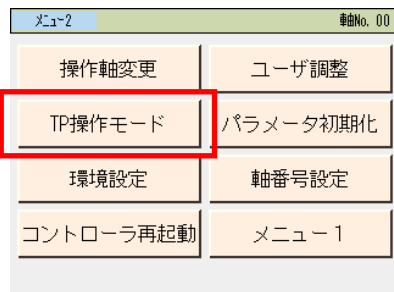 ﾒﾆｭｰ2 軸No. 00
操作軸変更 ユーザ調整
TP操作モード パラメータ初期化
環境設定 軸番号設定
コントローラ再起動 メニュー１